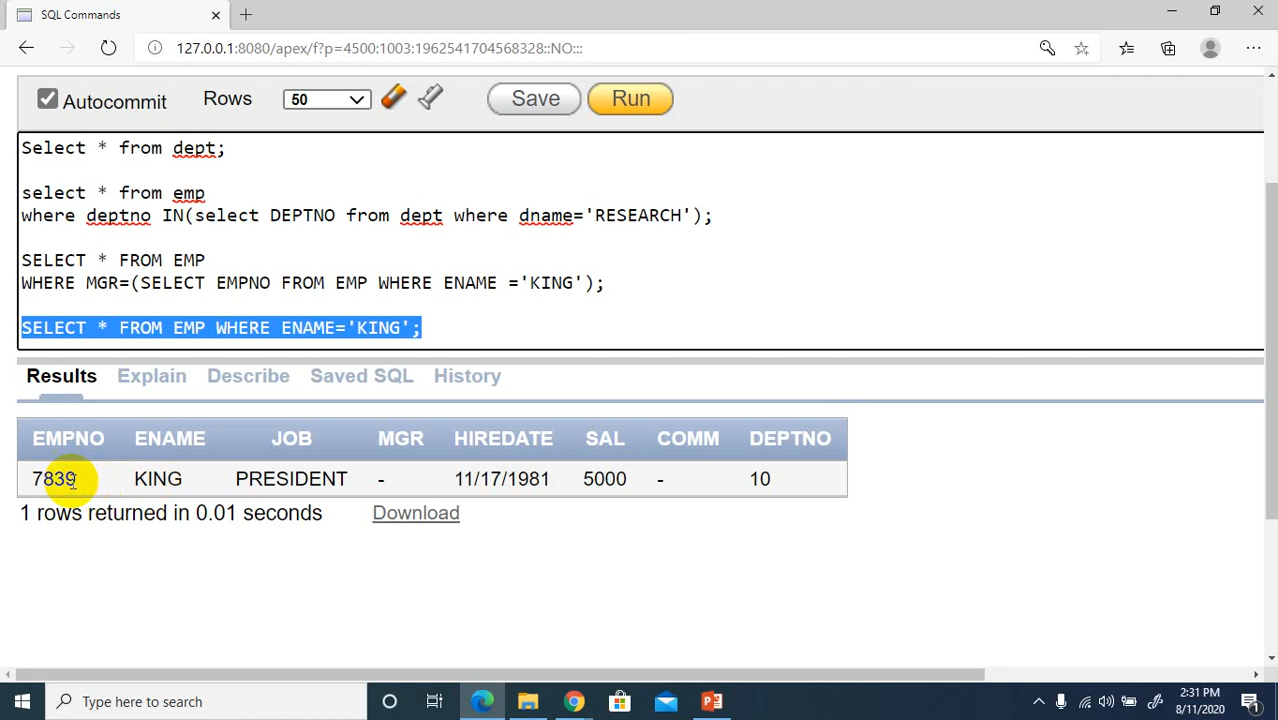 SQL Commands
127.0.0.1:8080/apex/f?p=4500:1003:1962541704568328::NO:::
Autocommit Rows 50 Save Run
Select * from dept;
select * from emp
where deptno IN(select DEPTNO from dept where dname='RESEARCH');
SELECT * FROM EMP
WHERE MGR=(SELECT EMPNO FROM EMP WHERE ENAME ='KING');
SELECT * FROM EMP WHERE ENAME='KING';
Results Explain Describe Saved SQL History
EMPNO ENAME JOB MGR HIREDATE SAL COMM DEPTNO
7839 KING PRESIDENT - 11/17/1981 5000 - 10
1 rows returned in 0.01 seconds Download
Type here to search
2:31 PM
8/11/2020
1